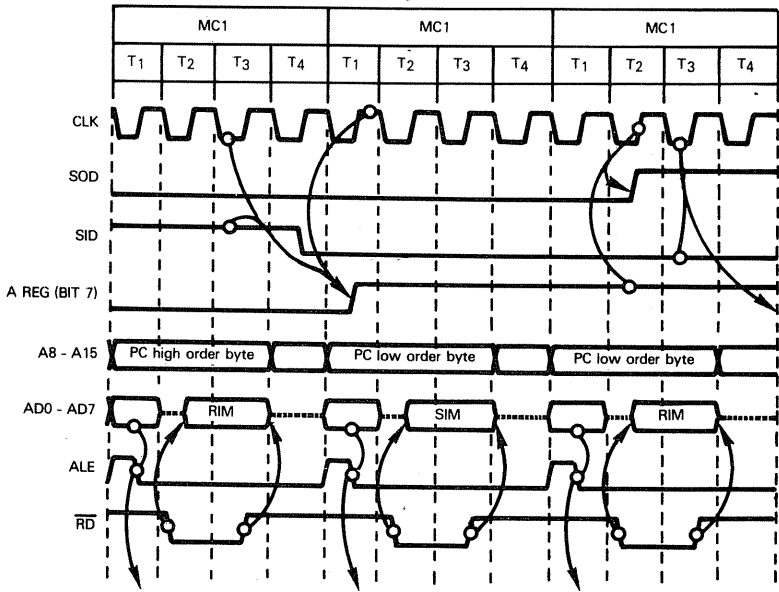 MC1 MC1 MC1
T1 T2 T3 T4 T1 T2 T3 T4 T1 T2 T3 T4
CLK
SOD
SID
A REG (BIT 7)
A8 - A15 PC high order byte PC low order byte PC low order byte
AD0 - AD7 RIM SIM RIM
ALE
RD